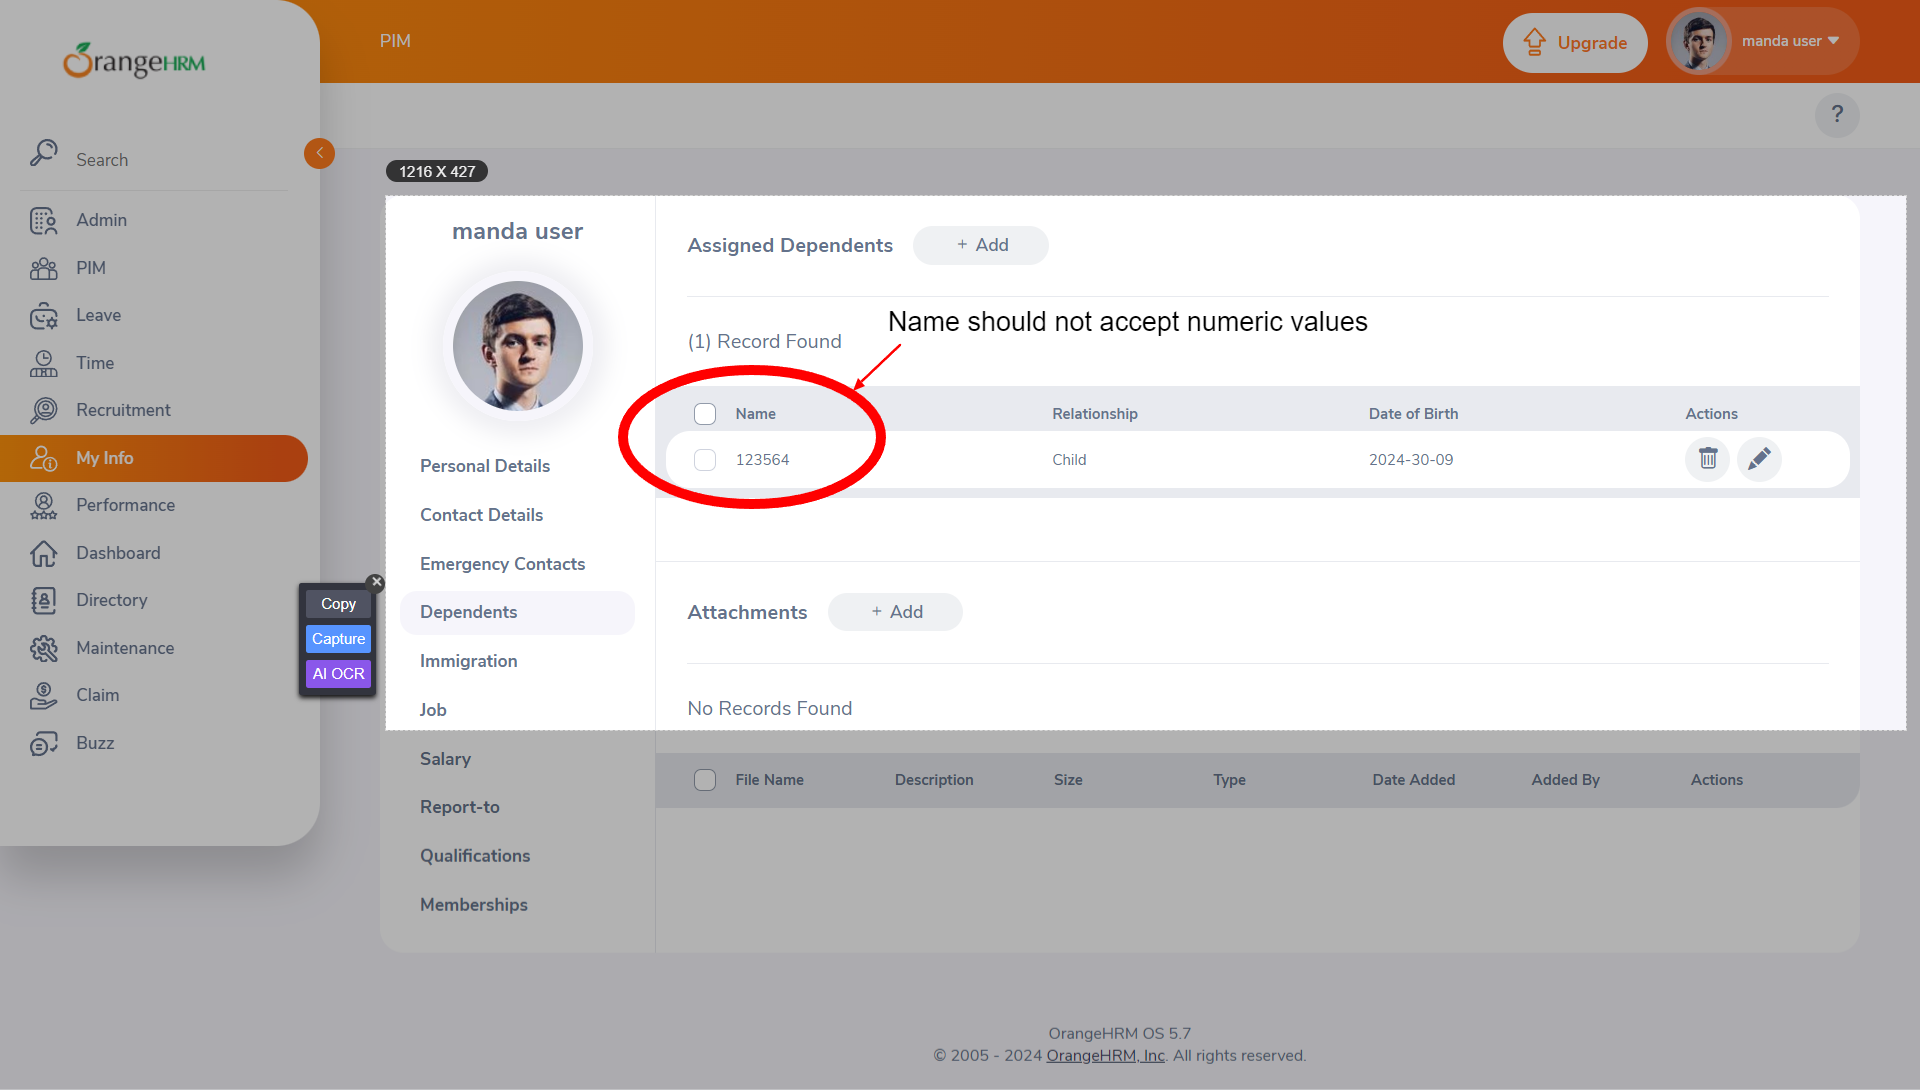 OrangeHRM
PIM
Upgrade
manda user
?
Search
Admin
PIM
Leave
Time
Recruitment
My Info
Performance
Dashboard
Directory
Maintenance
Claim
Buzz
1216 X 427
Copy
Capture
AI OCR
manda user
Personal Details
Contact Details
Emergency Contacts
Dependents
Immigration
Job
Salary
Report-to
Qualifications
Memberships
Assigned Dependents + Add
Name should not accept numeric values
(1) Record Found
Name Relationship Date of Birth Actions
123564 Child 2024-30-09
Attachments + Add
No Records Found
File Name Description Size Type Date Added Added By Actions
OrangeHRM OS 5.7
© 2005 - 2024 OrangeHRM, Inc. All rights reserved.